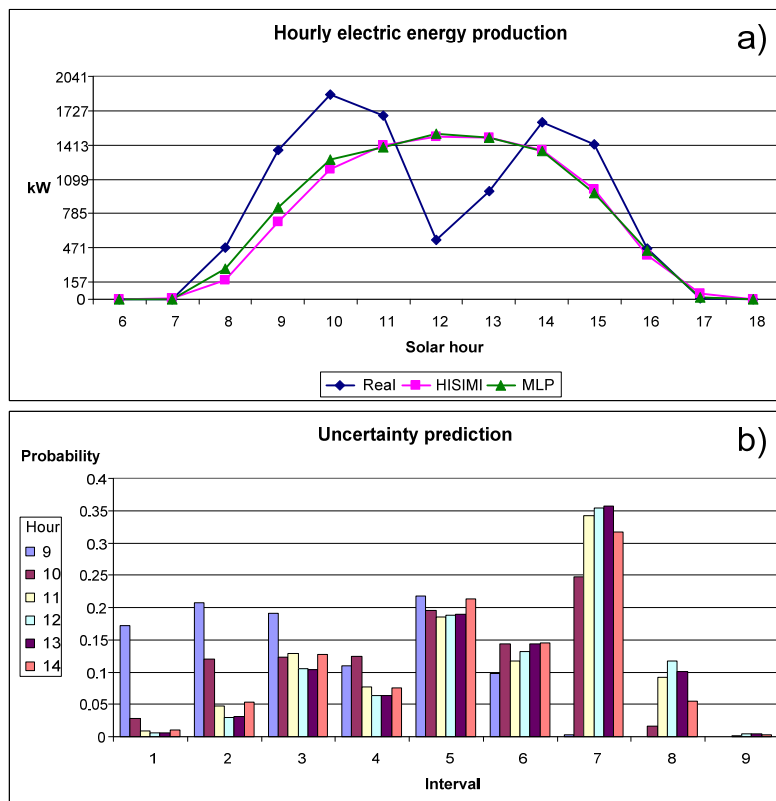 Hourly electric energy production
a)
2041
1727
1413
1099
785
471
157
0
kW
6 7 8 9 10 11 12 13 14 15 16 17 18
Solar hour
Real HISIMI MLP
Uncertainty prediction
b)
Probability
0.4
0.35
0.3
0.25
0.2
0.15
0.1
0.05
0
Hour
9
10
11
12
13
14
1 2 3 4 5 6 7 8 9
Interval